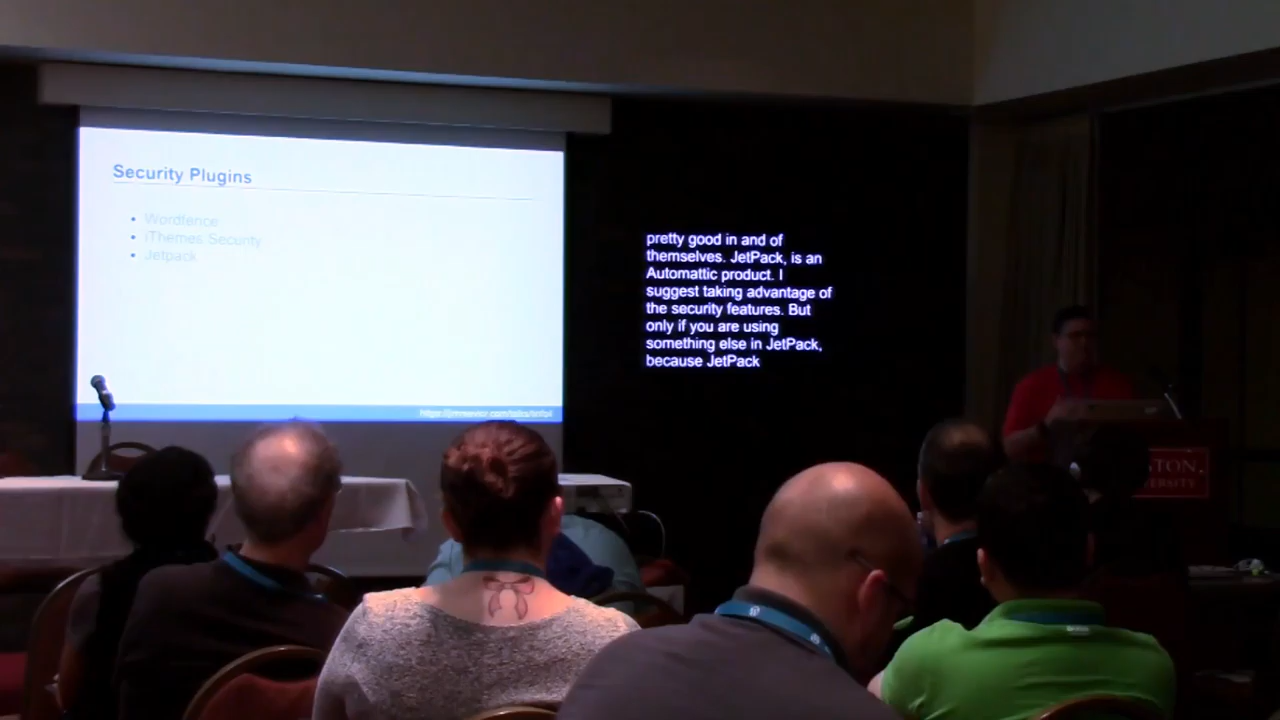 Security Plugins
• Wordfence
• iThemes Security
• Jetpack
pretty good in and of
themselves. JetPack, is an
Automattic product. I
suggest taking advantage of
the security features. But
only if you are using
something else in JetPack,
because JetPack